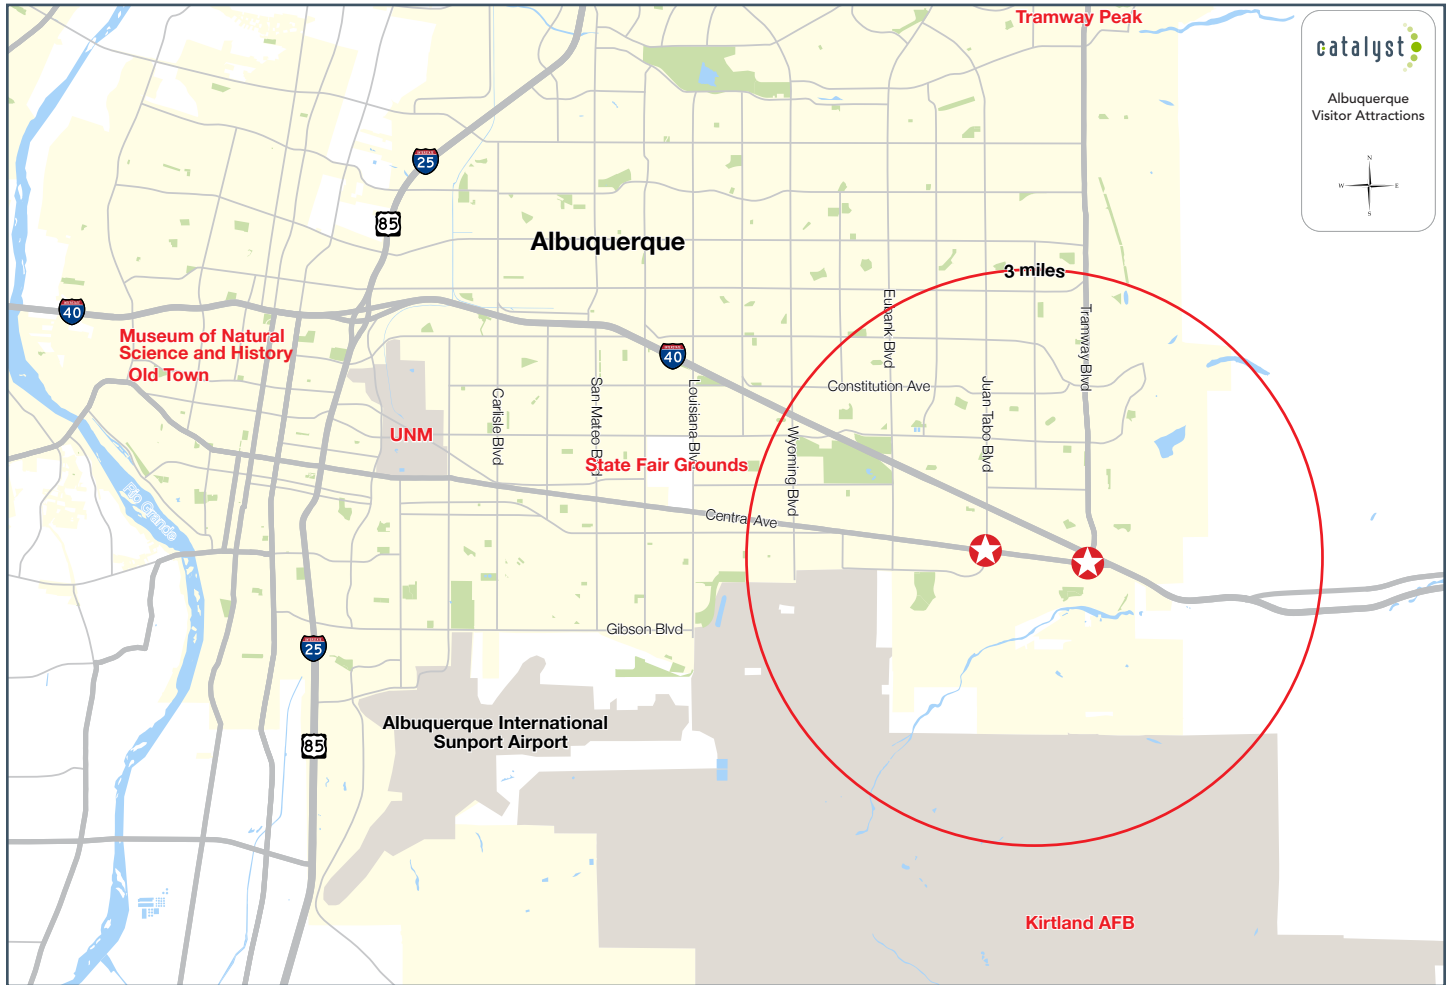 Tramway Peak
catalyst
Albuquerque
Visitor Attractions
N
W
E
S
25
85
Albuquerque
3 miles
40
Museum of Natural
Science and History
Old Town
40
Eubank Blvd
Tramway Blvd
Constitution Ave
Carlisle Blvd
San Mateo Blvd
Louisiana Blvd
Juan Tabo Blvd
UNM
State Fair Grounds
Wyoming Blvd
Rio Grande
Central Ave
Gibson Blvd
25
Albuquerque International
Sunport Airport
85
Kirtland AFB